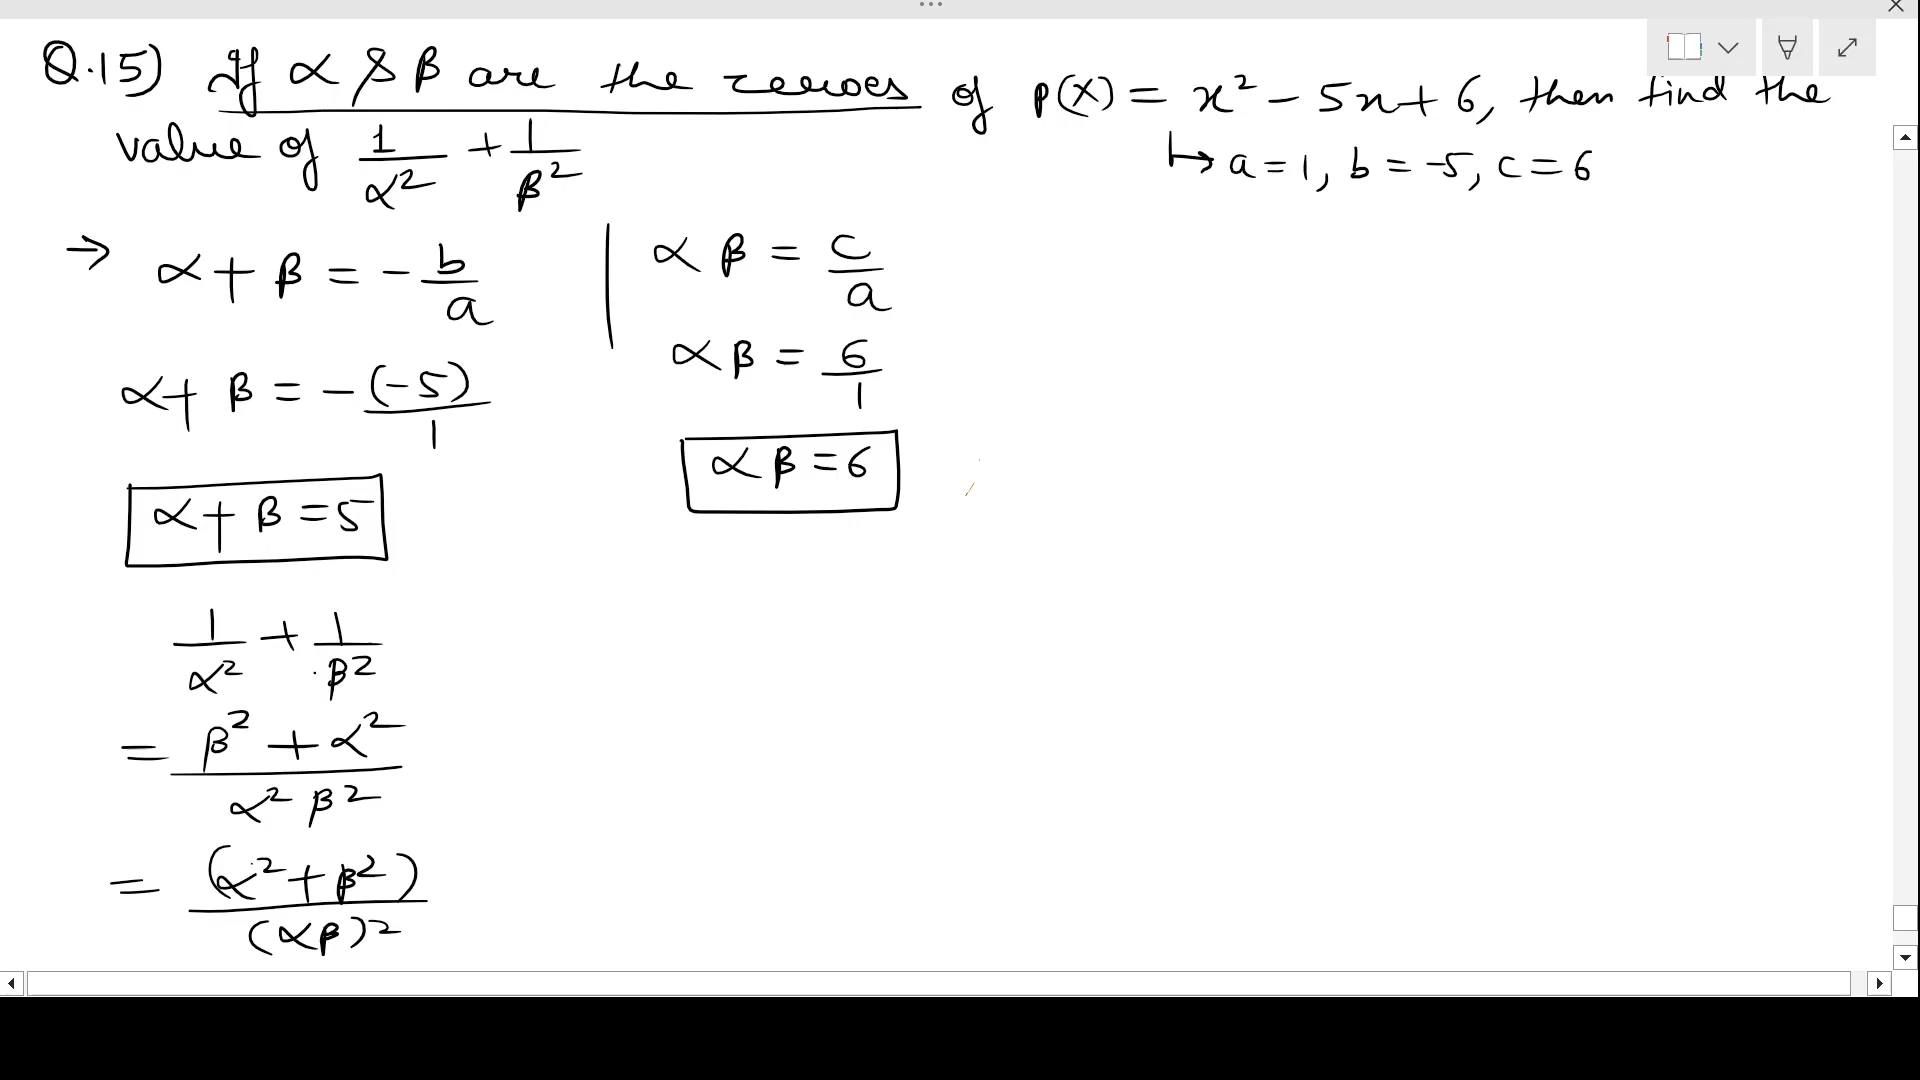 Q.15) If α & β are the zeroes of p(x) = x² - 5x + 6, then find the
value of 1/α² + 1/β²
↳ a = 1, b = -5, c = 6
→ α + β = - b/a
α + β = -(-5)/1
α + β = 5
αβ = c/a
αβ = 6/1
αβ = 6
1/α² + 1/β²
= β² + α² / α² β²
= (α² + β²) / (αβ)²